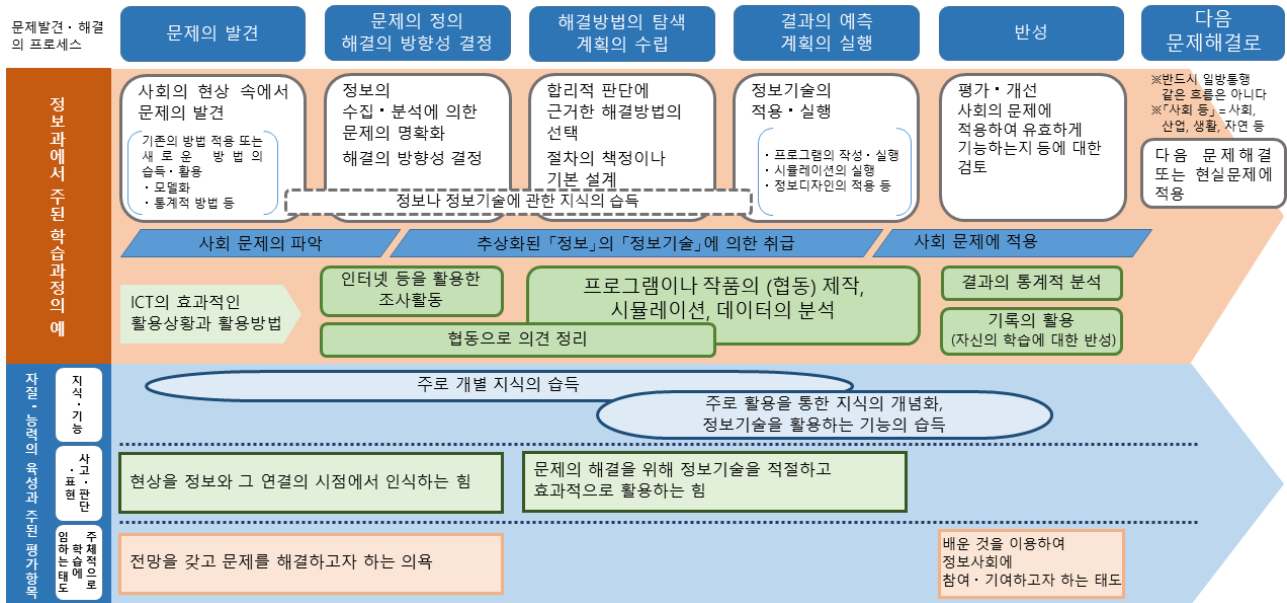 문제발견・해결
의 프로세스
문제의 발견
문제의 정의
해결의 방향성 결정
해결방법의 탐색
계획의 수립
결과의 예측
계획의 실행
반성
다음
문제해결로
정보과에서 주된 학습과정의 예
사회의 현상 속에서
문제의 발견
기존의 방법 적용 또는
새로운 방법의
습득・활용
・모델화
・통계적 방법 등
정보의
수집・분석에 의한
문제의 명확화
해결의 방향성 결정
합리적 판단에
근거한 해결방법의
선택
절차의 책정이나
기본 설계
정보기술의
적용・실행
・프로그램의 작성・실행
・시뮬레이션의 실행
・정보디자인의 적용 등
평가・개선
사회의 문제에
적용하여 유효하게
기능하는지 등에 대한
검토
※반드시 일방통행
같은 흐름은 아니다
※「사회 등」= 사회,
산업, 생활, 자연 등
다음 문제해결
또는 현실문제에
적용
정보나 정보기술에 관한 지식의 습득
사회 문제의 파악
추상화된 「정보」의 「정보기술」에 의한 취급
사회 문제에 적용
ICT의 효과적인
활용상황과 활용방법
인터넷 등을 활용한
조사활동
협동으로 의견 정리
프로그램이나 작품의 (협동) 제작,
시뮬레이션, 데이터의 분석
결과의 통계적 분석
기록의 활용
(자신의 학습에 대한 반성)
자질・능력의 육성과 주된 평가항목
지식・기능
주로 개별 지식의 습득
주로 활용을 통한 지식의 개념화,
정보기술을 활용하는 기능의 습득
사고・판단
・표현
현상을 정보와 그 연결의 시점에서 인식하는 힘
문제의 해결을 위해 정보기술을 적절하고
효과적으로 활용하는 힘
주체적으로
학습에
임하는 태도
전망을 갖고 문제를 해결하고자 하는 의욕
배운 것을 이용하여
정보사회에
참여・기여하고자 하는 태도